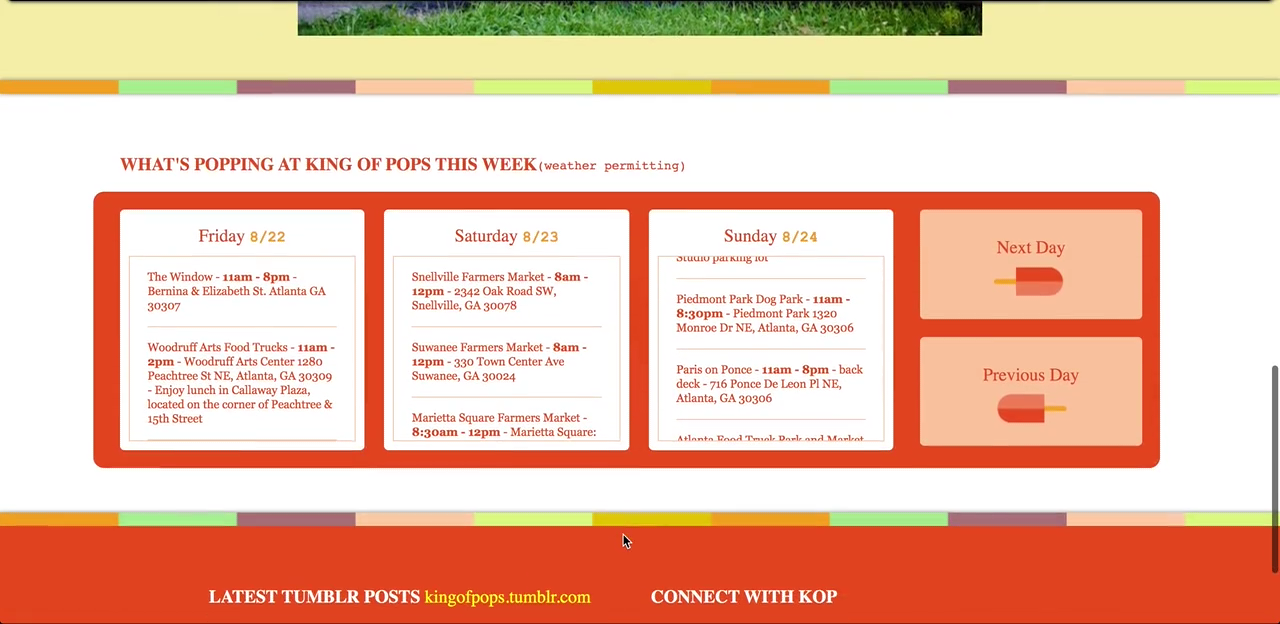 WHAT'S POPPING AT KING OF POPS THIS WEEK(weather permitting)
Friday 8/22
The Window - 11am - 8pm -
Bernina & Elizabeth St. Atlanta GA
30307
Woodruff Arts Food Trucks - 11am -
2pm - Woodruff Arts Center 1280
Peachtree St NE, Atlanta, GA 30309
- Enjoy lunch in Callaway Plaza,
located on the corner of Peachtree &
15th Street
Saturday 8/23
Snellville Farmers Market - 8am -
12pm - 2342 Oak Road SW,
Snellville, GA 30078
Suwanee Farmers Market - 8am -
12pm - 330 Town Center Ave
Suwanee, GA 30024
Marietta Square Farmers Market -
8:30am - 12pm - Marietta Square:
Sunday 8/24
Studio parking lot
Piedmont Park Dog Park - 11am -
8:30pm - Piedmont Park 1320
Monroe Dr NE, Atlanta, GA 30306
Paris on Ponce - 11am - 8pm - back
deck - 716 Ponce De Leon Pl NE,
Atlanta, GA 30306
Atlanta Food Truck Park and Market
Next Day
Previous Day
LATEST TUMBLR POSTS kingofpops.tumblr.com
CONNECT WITH KOP